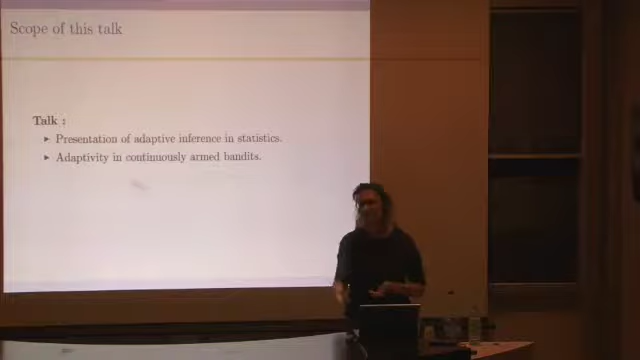 Scope of this talk
Talk :
▸ Presentation of adaptive inference in statistics.
▸ Adaptivity in continuously armed bandits.